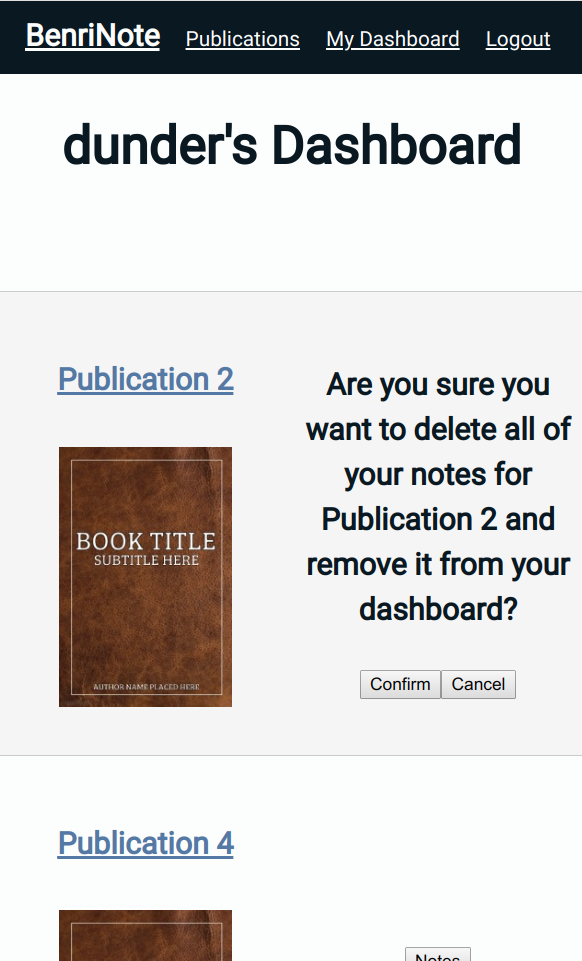 BenriNote Publications My Dashboard Logout
dunder's Dashboard
Publication 2
BOOK TITLE
SUBTITLE HERE
AUTHOR NAME PLACED HERE
Are you sure you
want to delete all of
your notes for
Publication 2 and
remove it from your
dashboard?
Confirm Cancel
Publication 4
Notes